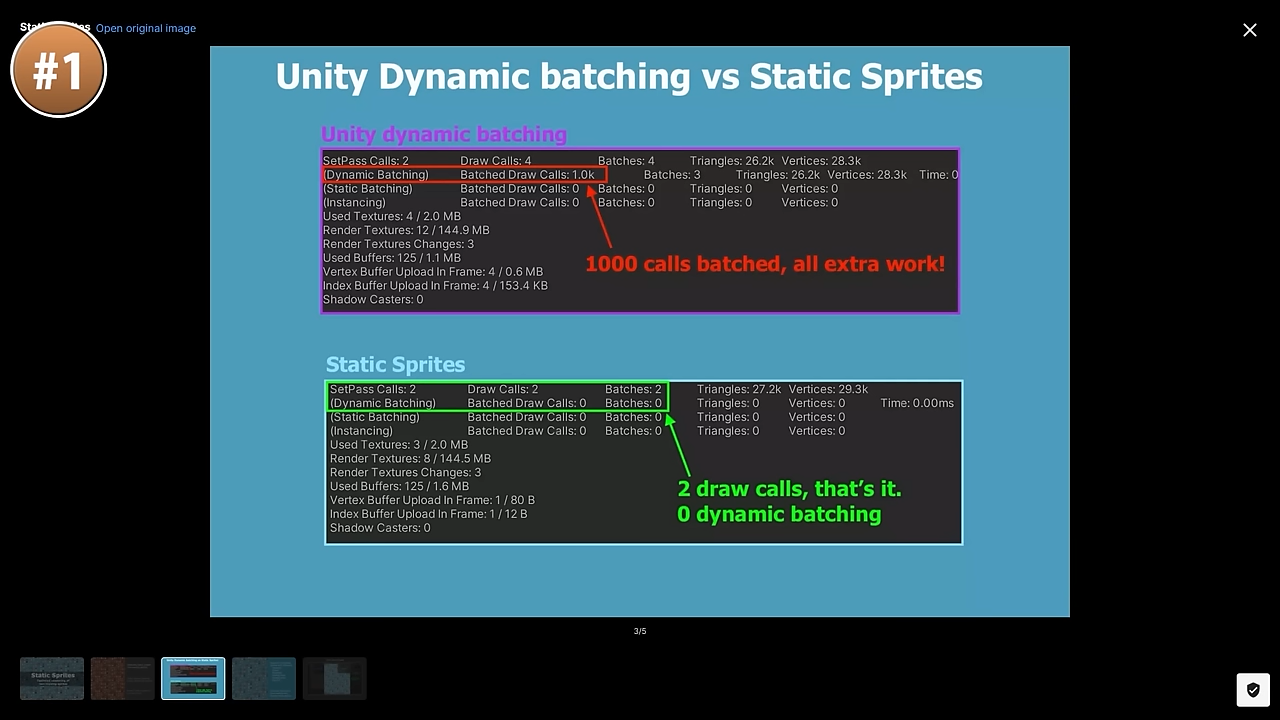 Static Sprites Open original image
#1
Unity Dynamic batching vs Static Sprites
Unity dynamic batching
SetPass Calls: 2 Draw Calls: 4 Batches: 4 Triangles: 26.2k Vertices: 28.3k
(Dynamic Batching) Batched Draw Calls: 1.0k Batches: 3 Triangles: 26.2k Vertices: 28.3k Time: 0
(Static Batching) Batched Draw Calls: 0 Batches: 0 Triangles: 0 Vertices: 0
(Instancing) Batched Draw Calls: 0 Batches: 0 Triangles: 0 Vertices: 0
Used Textures: 4 / 2.0 MB
Render Textures: 12 / 144.9 MB
Render Textures Changes: 3
Used Buffers: 125 / 1.1 MB
Vertex Buffer Upload In Frame: 4 / 0.6 MB
Index Buffer Upload In Frame: 4 / 153.4 KB
Shadow Casters: 0
1000 calls batched, all extra work!
Static Sprites
SetPass Calls: 2 Draw Calls: 2 Batches: 2 Triangles: 27.2k Vertices: 29.3k
(Dynamic Batching) Batched Draw Calls: 0 Batches: 0 Triangles: 0 Vertices: 0 Time: 0.00ms
(Static Batching) Batched Draw Calls: 0 Batches: 0 Triangles: 0 Vertices: 0
(Instancing) Batched Draw Calls: 0 Batches: 0 Triangles: 0 Vertices: 0
Used Textures: 3 / 2.0 MB
Render Textures: 8 / 144.5 MB
Render Textures Changes: 3
Used Buffers: 125 / 1.6 MB
Vertex Buffer Upload In Frame: 1 / 80 B
Index Buffer Upload In Frame: 1 / 12 B
Shadow Casters: 0
2 draw calls, that's it.
0 dynamic batching
3/5
Static Sprites